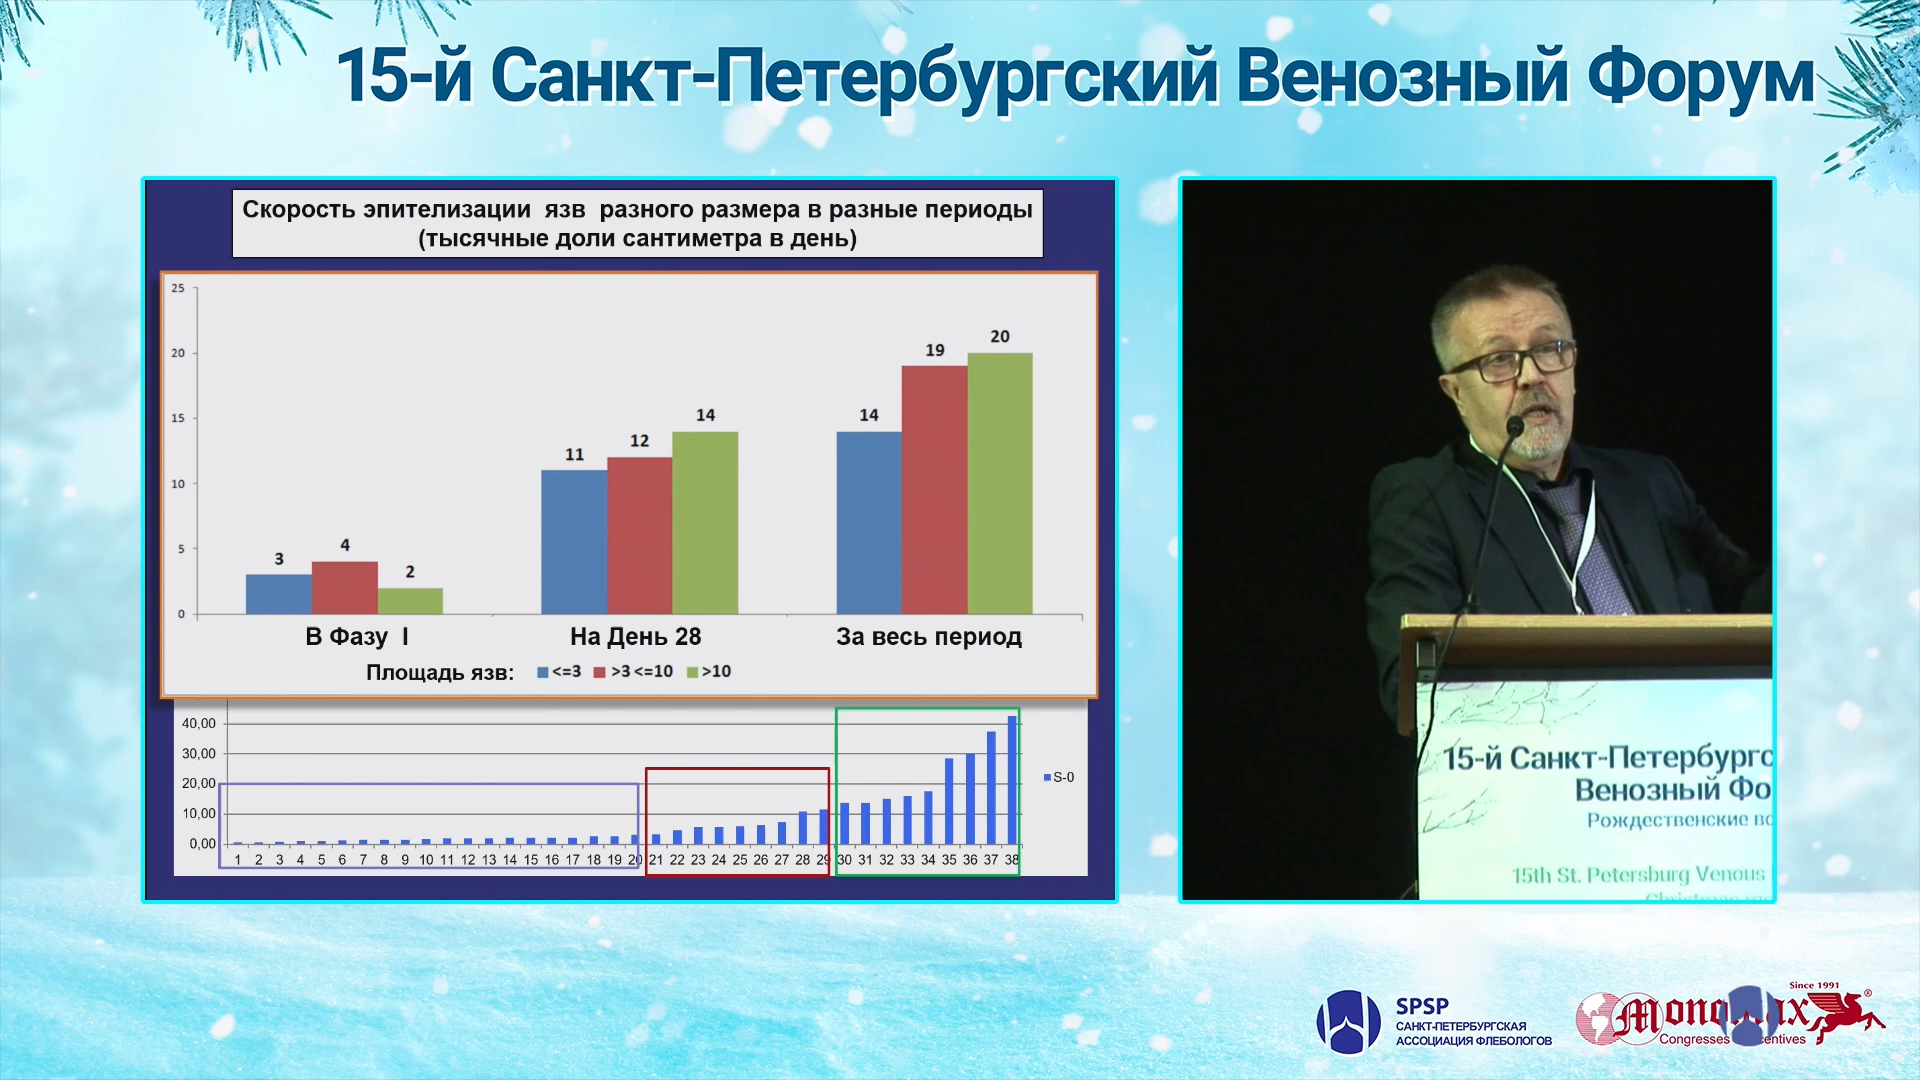 15-й Санкт-Петербургский Венозный Форум
Скорость эпителизации язв разного размера в разные периоды
(тысячные доли сантиметра в день)
25
20
15
10
5
0
3
4
2
11
12
14
14
19
20
В Фазу I
На День 28
За весь период
Площадь язв: <=3 >3 <=10 >10
40,00
30,00
20,00
10,00
0,00
1 2 3 4 5 6 7 8 9 10 11 12 13 14 15 16 17 18 19 20 21 22 23 24 25 26 27 28 29 30 31 32 33 34 35 36 37 38
S-0
15-й Санкт-Петербургс
Венозный Фо
Рождественские вс
15th St. Petersburg Venous
SPSP
САНКТ-ПЕТЕРБУРГСКАЯ
АССОЦИАЦИЯ ФЛЕБОЛОГОВ
Since 1991
Congresses